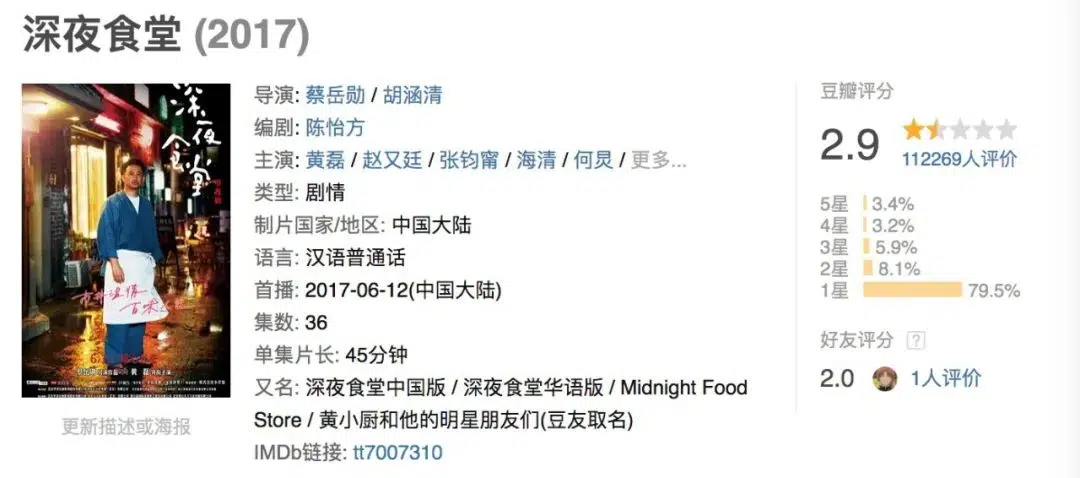 深夜食堂 (2017)
深夜食堂
导演: 蔡岳勋 / 胡涵清
编剧: 陈怡方
主演: 黄磊 / 赵又廷 / 张钧甯 / 海清 / 何炅 / 更多...
类型: 剧情
制片国家/地区: 中国大陆
语言: 汉语普通话
首播: 2017-06-12(中国大陆)
集数: 36
单集片长: 45分钟
又名: 深夜食堂中国版 / 深夜食堂华语版 / Midnight Food
Store / 黄小厨和他的明星朋友们(豆友取名)
IMDb链接: tt7007310
更新描述或海报
豆瓣评分
2.9
112269人评价
5星 3.4%
4星 3.2%
3星 5.9%
2星 8.1%
1星 79.5%
好友评分 ?
2.0 1人评价